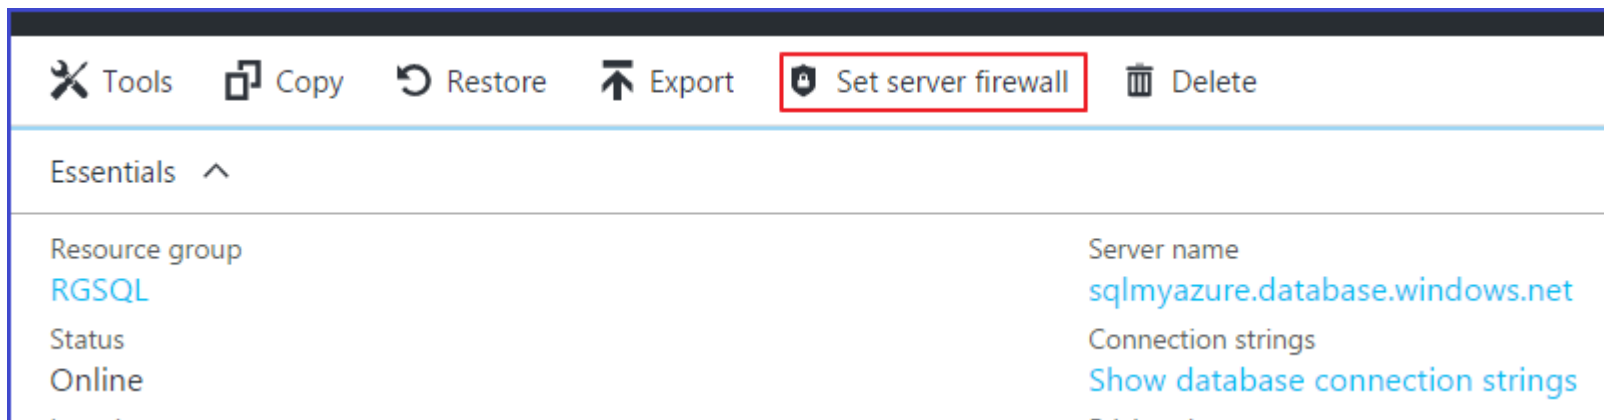 Tools Copy Restore Export Set server firewall Delete
Essentials
Resource group
RGSQL
Status
Online
Server name
sqlmyazure.database.windows.net
Connection strings
Show database connection strings